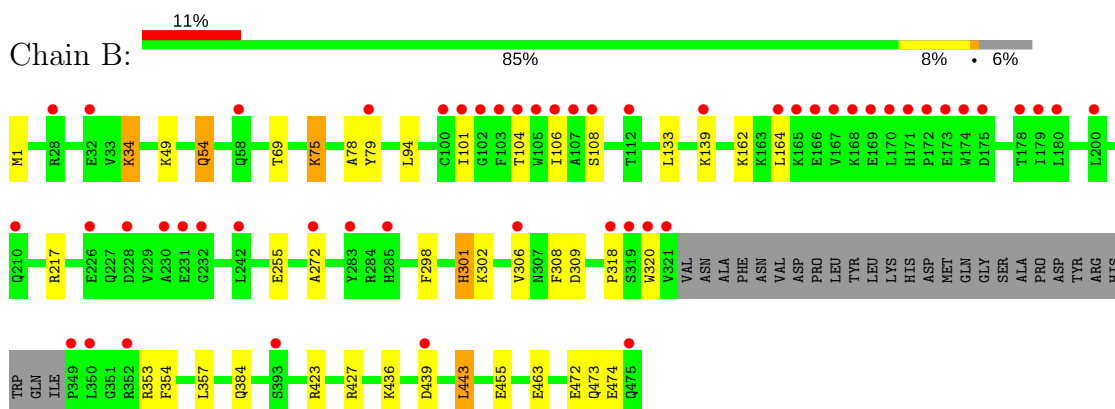 Chain B:
11%
85%
8%
•
6%
M1 R28 E32 V33 K34 K49 Q54 Q58 T69 K75 A78 Y79 L94 C100 I101 G102 F103 T104 W105 I106 A107 S108 T112 L133 K139 K162 K163 L164 K165 E166 V167 K168 E169 L170 H171 P172 E173 W174 D175 T178 I179 L180 L200
Q210 R217 E226 Q227 D228 V229 A230 E231 G232 L242 E255 A272 Y283 R284 H285 F298 H301 K302 V306 N307 F308 D309 P318 S319 W320 V321 VAL ASN ALA PHE ASN VAL ASP PRO LEU TYR LEU LYS HIS ASP MET GLN GLY SER ALA PRO ASP TYR ARG HIS
TRP GLN ILE P349 L350 G351 R352 R353 F354 L357 Q384 S393 R423 R427 K436 D439 L443 E455 E463 E472 Q473 E474 Q475